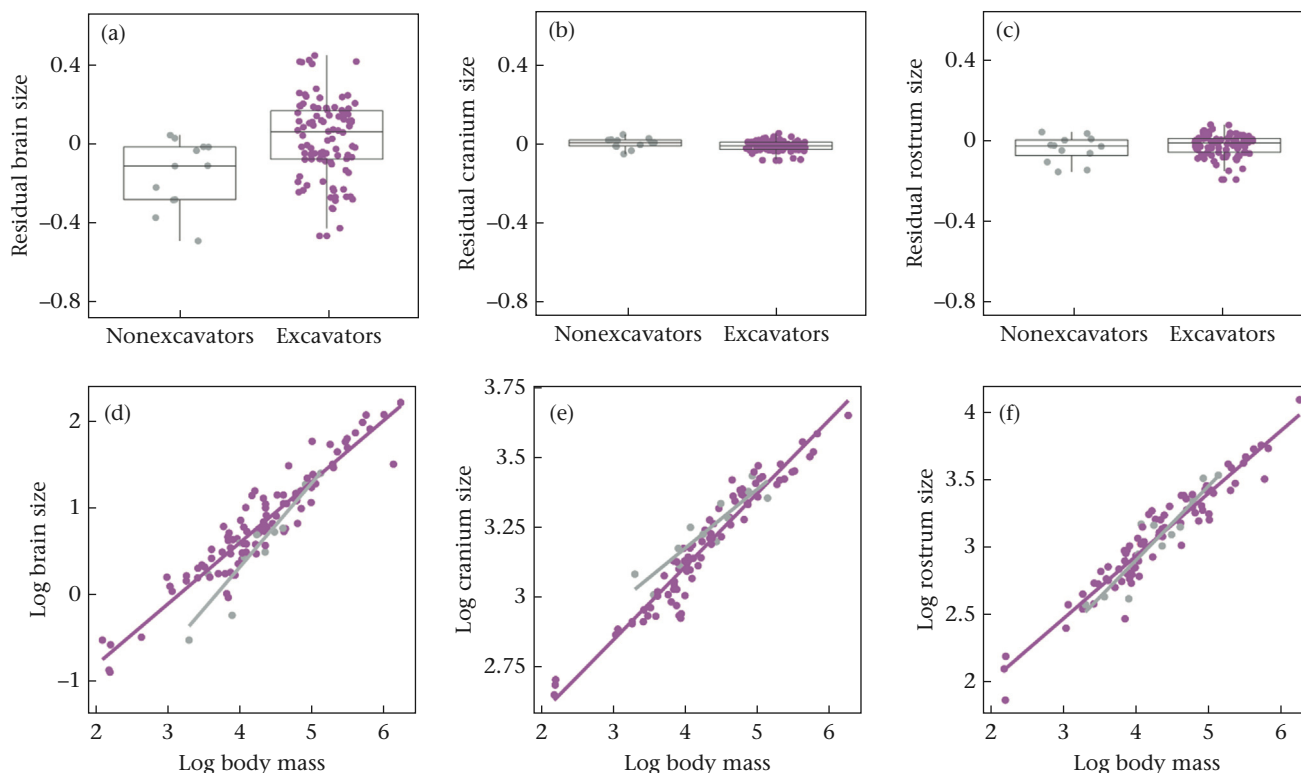 (a)
Residual brain size
0.4
0
−0.4
−0.8
Nonexcavators Excavators
(b)
Residual cranium size
0.4
0
−0.4
−0.8
Nonexcavators Excavators
(c)
Residual rostrum size
0.4
0
−0.4
−0.8
Nonexcavators Excavators
(d)
Log brain size
2
1
0
−1
2 3 4 5 6
Log body mass
(e)
Log cranium size
3.75
3.5
3.25
3
2.75
2 3 4 5 6
Log body mass
(f)
Log rostrum size
4
3.5
3
2.5
2
2 3 4 5 6
Log body mass